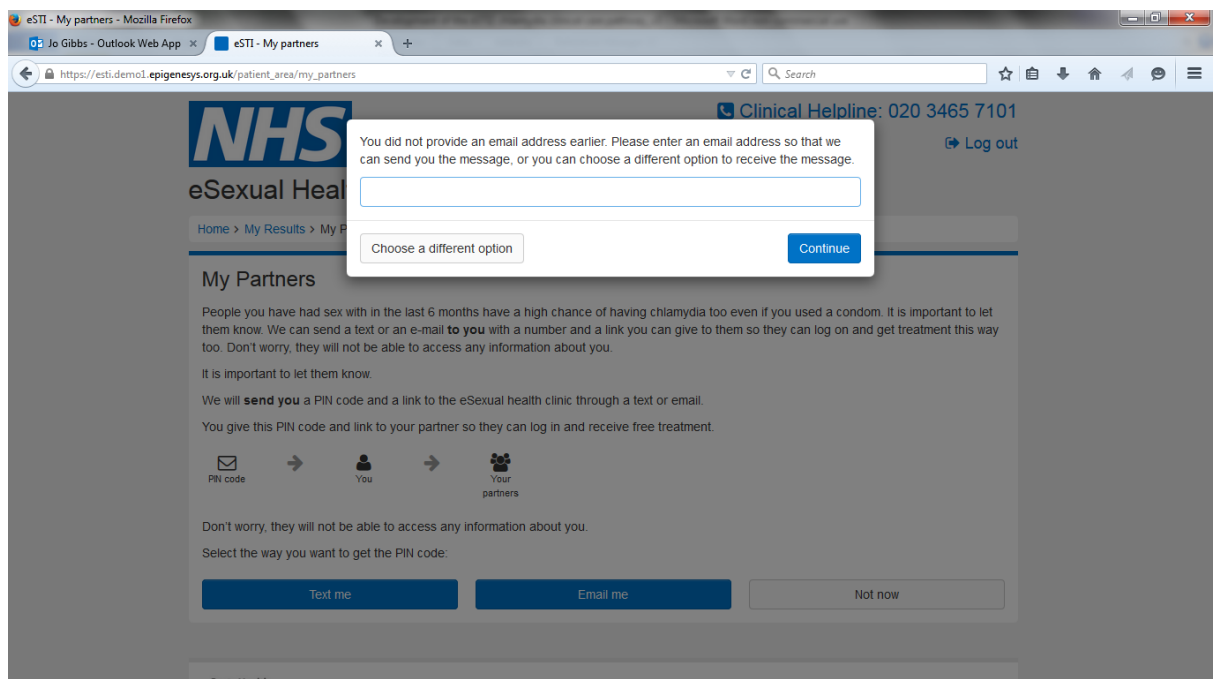 eSTI - My partners - Mozilla Firefox
Jo Gibbs - Outlook Web App × eSTI - My partners × +
https://esti.demo1.epigenesys.org.uk/patient_area/my_partners Search
NHS
Clinical Helpline: 020 3465 7101
Log out
eSexual Heal
You did not provide an email address earlier. Please enter an email address so that we
can send you the message, or you can choose a different option to receive the message.
Choose a different option Continue
Home > My Results > My P
My Partners
People you have had sex with in the last 6 months have a high chance of having chlamydia too even if you used a condom. It is important to let
them know. We can send a text or an e-mail to you with a number and a link you can give to them so they can log on and get treatment this way
too. Don't worry, they will not be able to access any information about you.
It is important to let them know.
We will send you a PIN code and a link to the eSexual health clinic through a text or email.
You give this PIN code and link to your partner so they can log in and receive free treatment.
PIN code You Your
partners
Don't worry, they will not be able to access any information about you.
Select the way you want to get the PIN code:
Text me Email me Not now